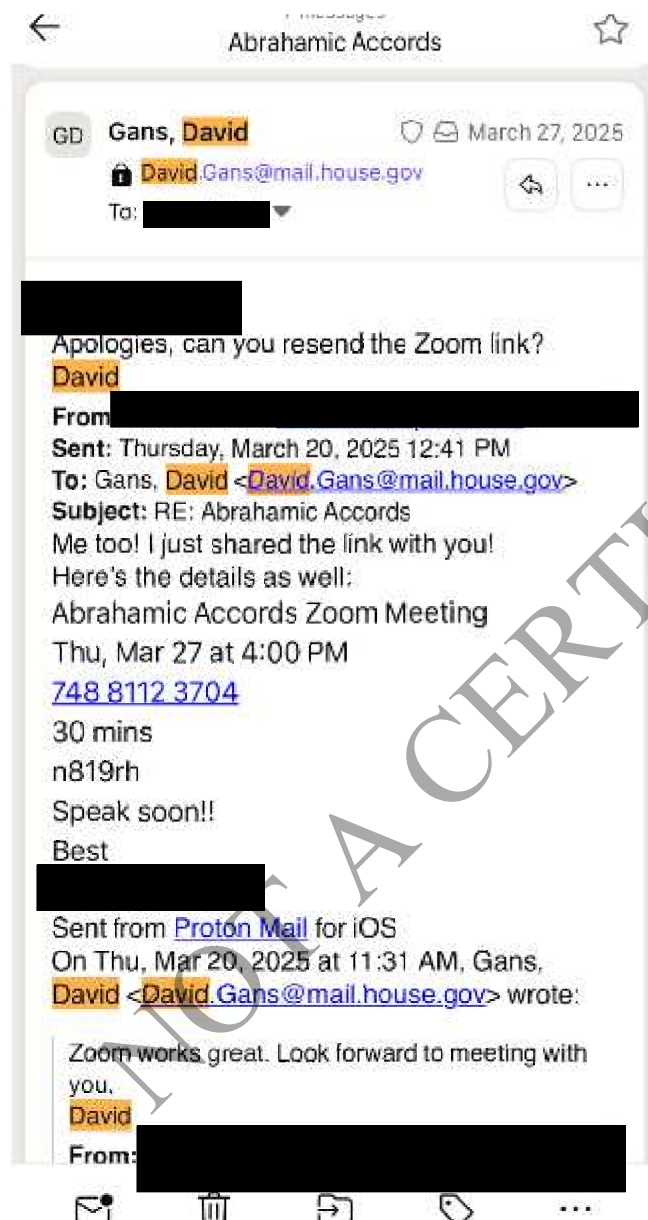 Abrahamic Accords
GD Gans, David March 27, 2025
David.Gans@mail.house.gov
To:
Apologies, can you resend the Zoom link?
David
From
Sent: Thursday, March 20, 2025 12:41 PM
To: Gans, David <David.Gans@mail.house.gov>
Subject: RE: Abrahamic Accords
Me too! I just shared the link with you!
Here's the details as well:
Abrahamic Accords Zoom Meeting
Thu, Mar 27 at 4:00 PM
748 8112 3704
30 mins
n819rh
Speak soon!!
Best
Sent from Proton Mail for iOS
On Thu, Mar 20, 2025 at 11:31 AM, Gans,
David <David.Gans@mail.house.gov> wrote:
Zoom works great. Look forward to meeting with
you.
David
From:
NOT A CERTI